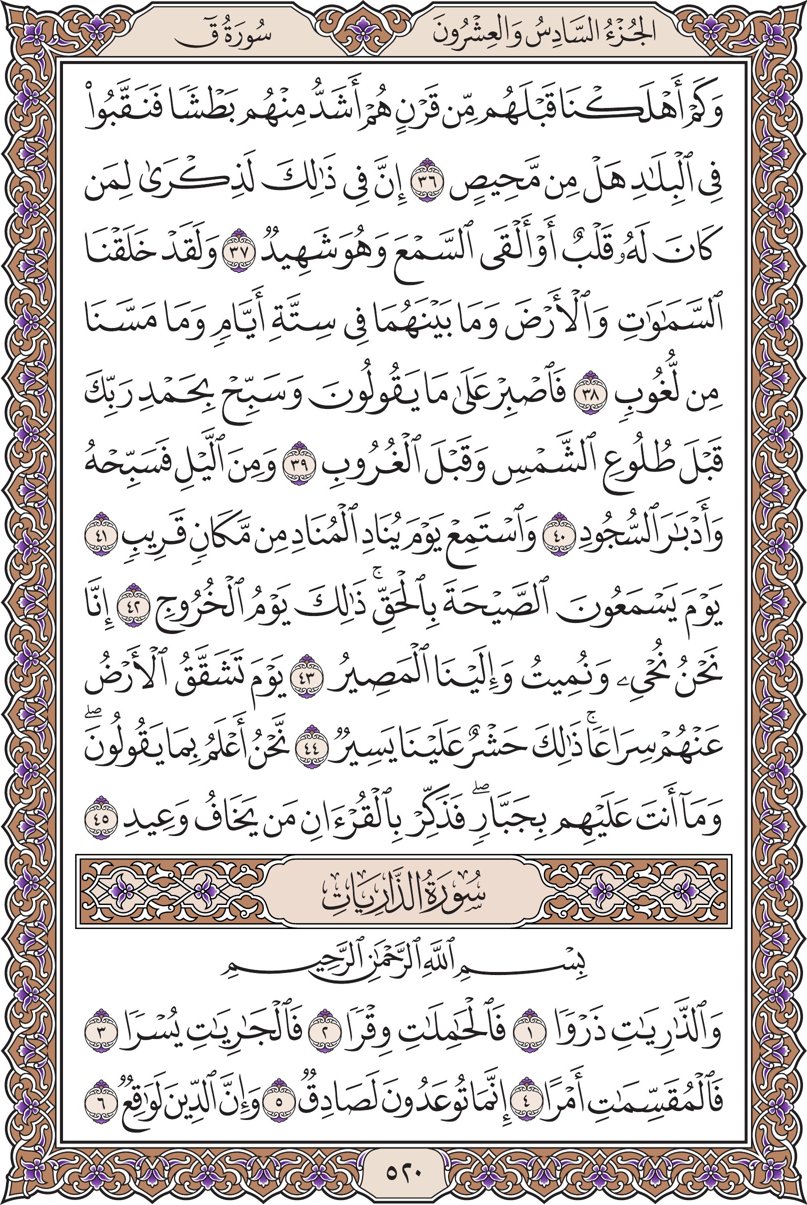 الجُزْءُ السَّادِسُ وَالعِشْرُونَ
سُورَةُ قٓ
وَكَمْ أَهْلَكْنَا قَبْلَهُم مِّن قَرْنٍ هُمْ أَشَدُّ مِنْهُم بَطْشًا فَنَقَّبُوا۟
فِى ٱلْبِلَـٰدِ هَلْ مِن مَّحِيصٍ ٣٦ إِنَّ فِى ذَٰلِكَ لَذِكْرَىٰ لِمَن
كَانَ لَهُۥ قَلْبٌ أَوْ أَلْقَى ٱلسَّمْعَ وَهُوَ شَهِيدٌ ٣٧ وَلَقَدْ خَلَقْنَا
ٱلسَّمَـٰوَٰتِ وَٱلْأَرْضَ وَمَا بَيْنَهُمَا فِى سِتَّةِ أَيَّامٍ وَمَا مَسَّنَا
مِن لُّغُوبٍ ٣٨ فَٱصْبِرْ عَلَىٰ مَا يَقُولُونَ وَسَبِّحْ بِحَمْدِ رَبِّكَ
قَبْلَ طُلُوعِ ٱلشَّمْسِ وَقَبْلَ ٱلْغُرُوبِ ٣٩ وَمِنَ ٱلَّيْلِ فَسَبِّحْهُ
وَأَدْبَـٰرَ ٱلسُّجُودِ ٤٠ وَٱسْتَمِعْ يَوْمَ يُنَادِ ٱلْمُنَادِ مِن مَّكَانٍ قَرِيبٍ ٤١
يَوْمَ يَسْمَعُونَ ٱلصَّيْحَةَ بِٱلْحَقِّ ۚ ذَٰلِكَ يَوْمُ ٱلْخُرُوجِ ٤٢ إِنَّا
نَحْنُ نُحْىِۦ وَنُمِيتُ وَإِلَيْنَا ٱلْمَصِيرُ ٤٣ يَوْمَ تَشَقَّقُ ٱلْأَرْضُ
عَنْهُمْ سِرَاعًا ۚ ذَٰلِكَ حَشْرٌ عَلَيْنَا يَسِيرٌ ٤٤ نَّحْنُ أَعْلَمُ بِمَا يَقُولُونَ ۖ
وَمَآ أَنتَ عَلَيْهِم بِجَبَّارٍ ۖ فَذَكِّرْ بِٱلْقُرْءَانِ مَن يَخَافُ وَعِيدِ ٤٥
سُورَةُ الذَّارِيَاتِ
بِسْمِ ٱللَّهِ ٱلرَّحْمَـٰنِ ٱلرَّحِيمِ
وَٱلذَّٰرِيَـٰتِ ذَرْوًا ١ فَٱلْحَـٰمِلَـٰتِ وِقْرًا ٢ فَٱلْجَـٰرِيَـٰتِ يُسْرًا ٣
فَٱلْمُقَسِّمَـٰتِ أَمْرًا ٤ إِنَّمَا تُوعَدُونَ لَصَادِقٌ ٥ وَإِنَّ ٱلدِّينَ لَوَٰقِعٌ ٦
٥٢٠